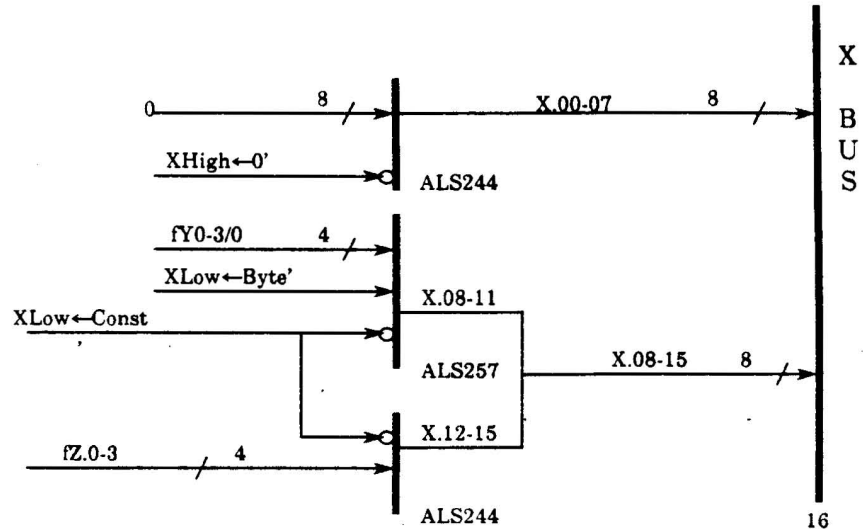 X
B
U
S
0
8
X.00-07
8
XHigh←0'
ALS244
fY0-3/0
4
XLow←Byte'
X.08-11
XLow←Const
'
ALS257
X.08-15
8
X.12-15
fZ.0-3
4
ALS244
16